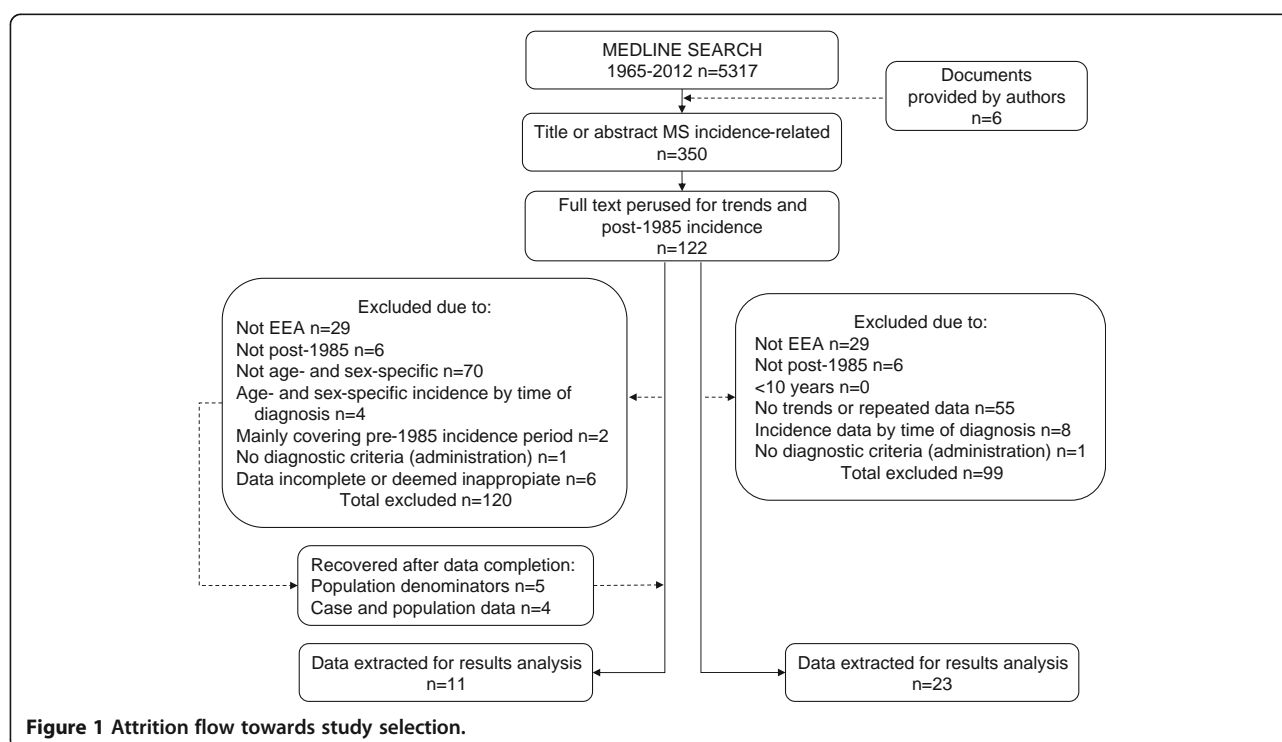 MEDLINE SEARCH
1965-2012 n=5317
Documents
provided by authors
n=6
Title or abstract MS incidence-related
n=350
Full text perused for trends and
post-1985 incidence
n=122
Excluded due to:
Not EEA n=29
Not post-1985 n=6
Not age- and sex-specific n=70
Age- and sex-specific incidence by time of
diagnosis n=4
Mainly covering pre-1985 incidence period n=2
No diagnostic criteria (administration) n=1
Data incomplete or deemed inappropiate n=6
Total excluded n=120
Excluded due to:
Not EEA n=29
Not post-1985 n=6
<10 years n=0
No trends or repeated data n=55
Incidence data by time of diagnosis n=8
No diagnostic criteria (administration) n=1
Total excluded n=99
Recovered after data completion:
Population denominators n=5
Case and population data n=4
Data extracted for results analysis
n=11
Data extracted for results analysis
n=23
Figure 1 Attrition flow towards study selection.